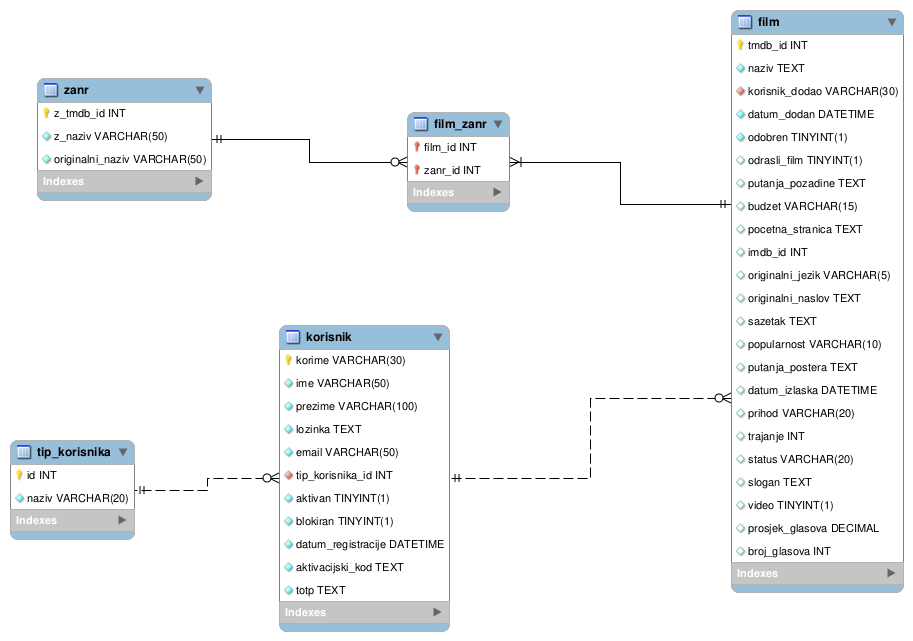 zanr
z_tmdb_id INT
z_naziv VARCHAR(50)
originalni_naziv VARCHAR(50)
Indexes
film_zanr
film_id INT
zanr_id INT
Indexes
film
tmdb_id INT
naziv TEXT
korisnik_dodao VARCHAR(30)
datum_dodan DATETIME
odobren TINYINT(1)
odrasli_film TINYINT(1)
putanja_pozadine TEXT
budzet VARCHAR(15)
pocetna_stranica TEXT
imdb_id INT
originalni_jezik VARCHAR(5)
originalni_naslov TEXT
sazetak TEXT
popularnost VARCHAR(10)
putanja_postera TEXT
datum_izlaska DATETIME
prihod VARCHAR(20)
trajanje INT
status VARCHAR(20)
slogan TEXT
video TINYINT(1)
prosjek_glasova DECIMAL
broj_glasova INT
Indexes
korisnik
korime VARCHAR(30)
ime VARCHAR(50)
prezime VARCHAR(100)
lozinka TEXT
email VARCHAR(50)
tip_korisnika_id INT
aktivan TINYINT(1)
blokiran TINYINT(1)
datum_registracije DATETIME
aktivacijski_kod TEXT
totp TEXT
Indexes
tip_korisnika
id INT
naziv VARCHAR(20)
Indexes